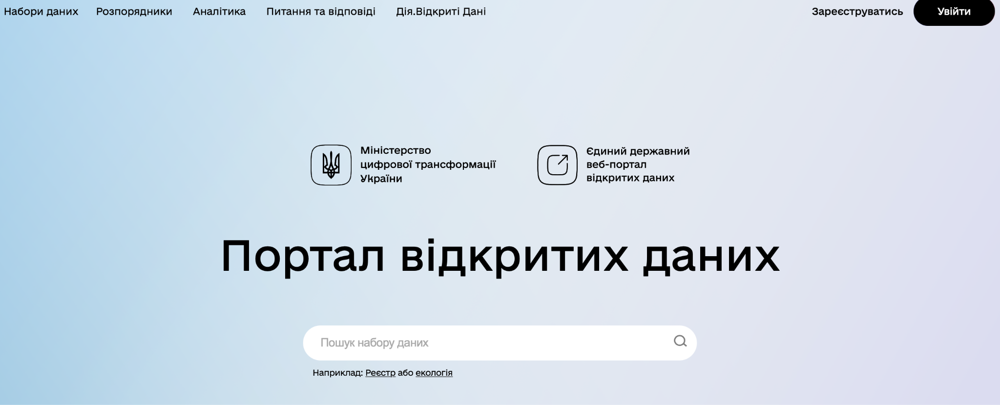 Набори даних Розпорядники Аналітика Питання та відповіді Дія.Відкриті Дані Зареєструватись Увійти
Міністерство
цифрової трансформації
України
Єдиний державний
веб-портал
відкритих даних
Портал відкритих даних
Пошук набору даних
Наприклад: Реєстр або екологія